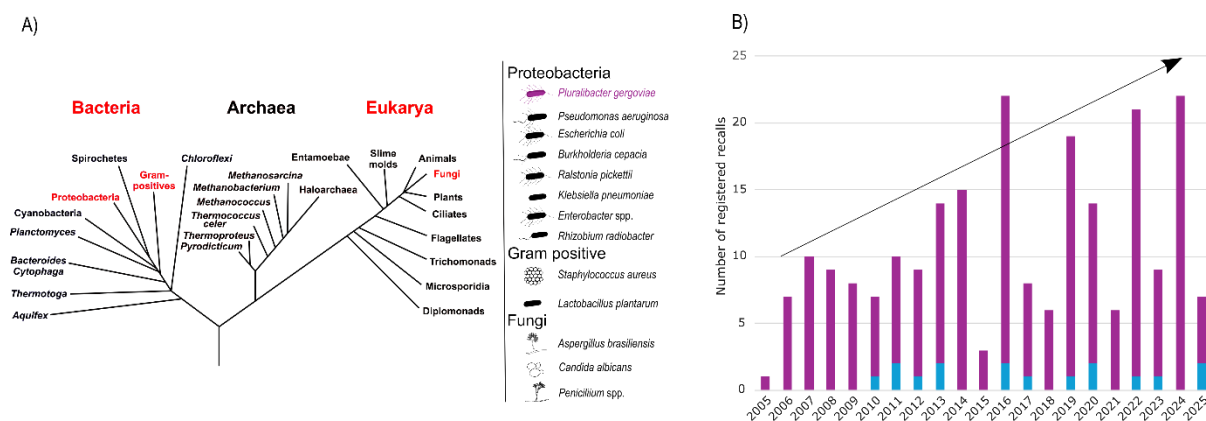 A)
Bacteria
Archaea
Eukarya
Spirochetes
Gram-
positives
Proteobacteria
Cyanobacteria
Planctomyces
Bacteroides
Cytophaga
Thermotoga
Aquifex
Chloroflexi
Methanosarcina
Methanobacterium
Methanococcus
Thermococcus
celer
Thermoproteus
Pyrodicticum
Haloarchaea
Entamoebae
Slime
molds
Animals
Fungi
Plants
Ciliates
Flagellates
Trichomonads
Microsporidia
Diplomonads
Proteobacteria
Pluralibacter gergoviae
Pseudomonas aeruginosa
Escherichia coli
Burkholderia cepacia
Ralstonia pickettii
Klebsiella pneumoniae
Enterobacter spp.
Rhizobium radiobacter
Gram positive
Staphylococcus aureus
Lactobacillus plantarum
Fungi
Aspergillus brasiliensis
Candida albicans
Penicillium spp.
B)
Number of registered recalls
25
20
15
10
5
0
2005
2006
2007
2008
2009
2010
2011
2012
2013
2014
2015
2016
2017
2018
2019
2020
2021
2022
2023
2024
2025